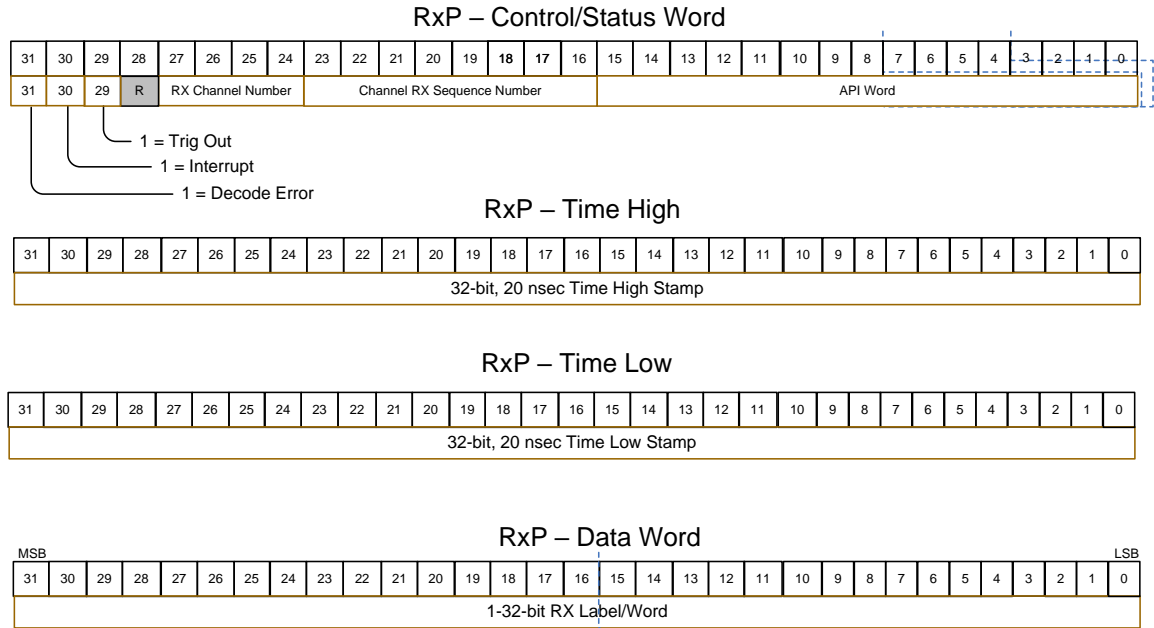 RxP – Control/Status Word
31 30 29 28 27 26 25 24 23 22 21 20 19 18 17 16 15 14 13 12 11 10 9 8 7 6 5 4 3 2 1 0
31 30 29 R RX Channel Number Channel RX Sequence Number API Word
1 = Trig Out
1 = Interrupt
1 = Decode Error
RxP – Time High
31 30 29 28 27 26 25 24 23 22 21 20 19 18 17 16 15 14 13 12 11 10 9 8 7 6 5 4 3 2 1 0
32-bit, 20 nsec Time High Stamp
RxP – Time Low
31 30 29 28 27 26 25 24 23 22 21 20 19 18 17 16 15 14 13 12 11 10 9 8 7 6 5 4 3 2 1 0
32-bit, 20 nsec Time Low Stamp
RxP – Data Word
MSB LSB
31 30 29 28 27 26 25 24 23 22 21 20 19 18 17 16 15 14 13 12 11 10 9 8 7 6 5 4 3 2 1 0
1-32-bit RX Label/Word